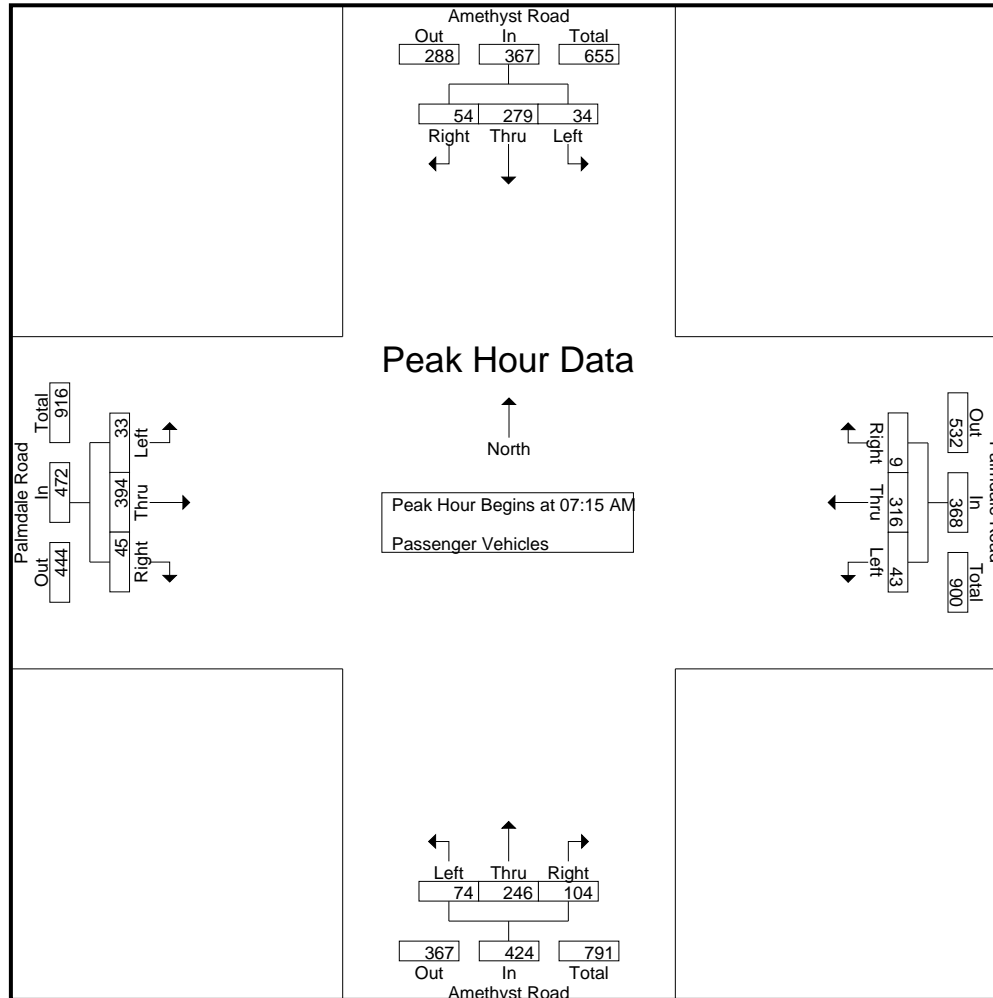 Amethyst Road
Out In Total
288 367 655
54 279 34
Right Thru Left
Peak Hour Data
North
Peak Hour Begins at 07:15 AM
Passenger Vehicles
Palmdale Road
Out In Total
444 472 916
Right Thru Left
45 394 33
Palmdale Road
Out In Total
532 368 900
Right Thru Left
9 316 43
Left Thru Right
74 246 104
367 424 791
Out In Total
Amethyst Road